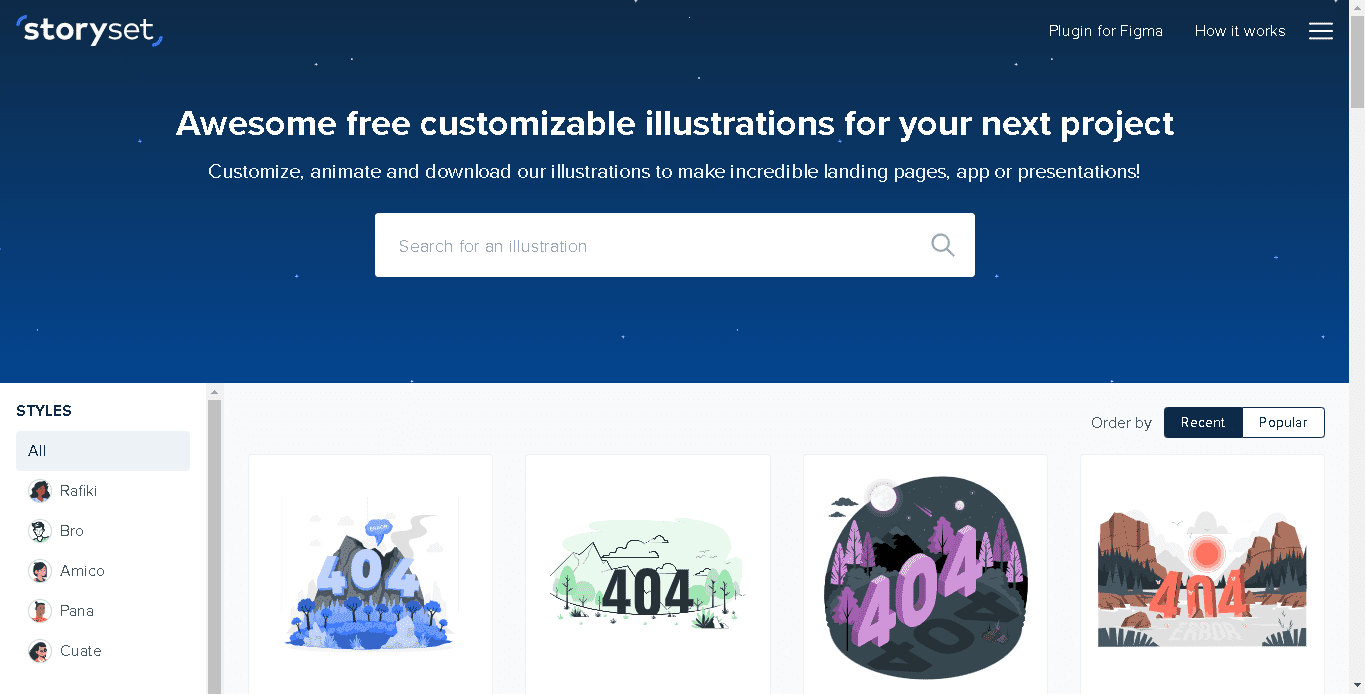 storyset
Plugin for Figma
How it works
Awesome free customizable illustrations for your next project
Customize, animate and download our illustrations to make incredible landing pages, app or presentations!
Search for an illustration
STYLES
All
Rafiki
Bro
Amico
Pana
Cuate
Order by
Recent
Popular
ERROR
404
404
404
404
ERROR